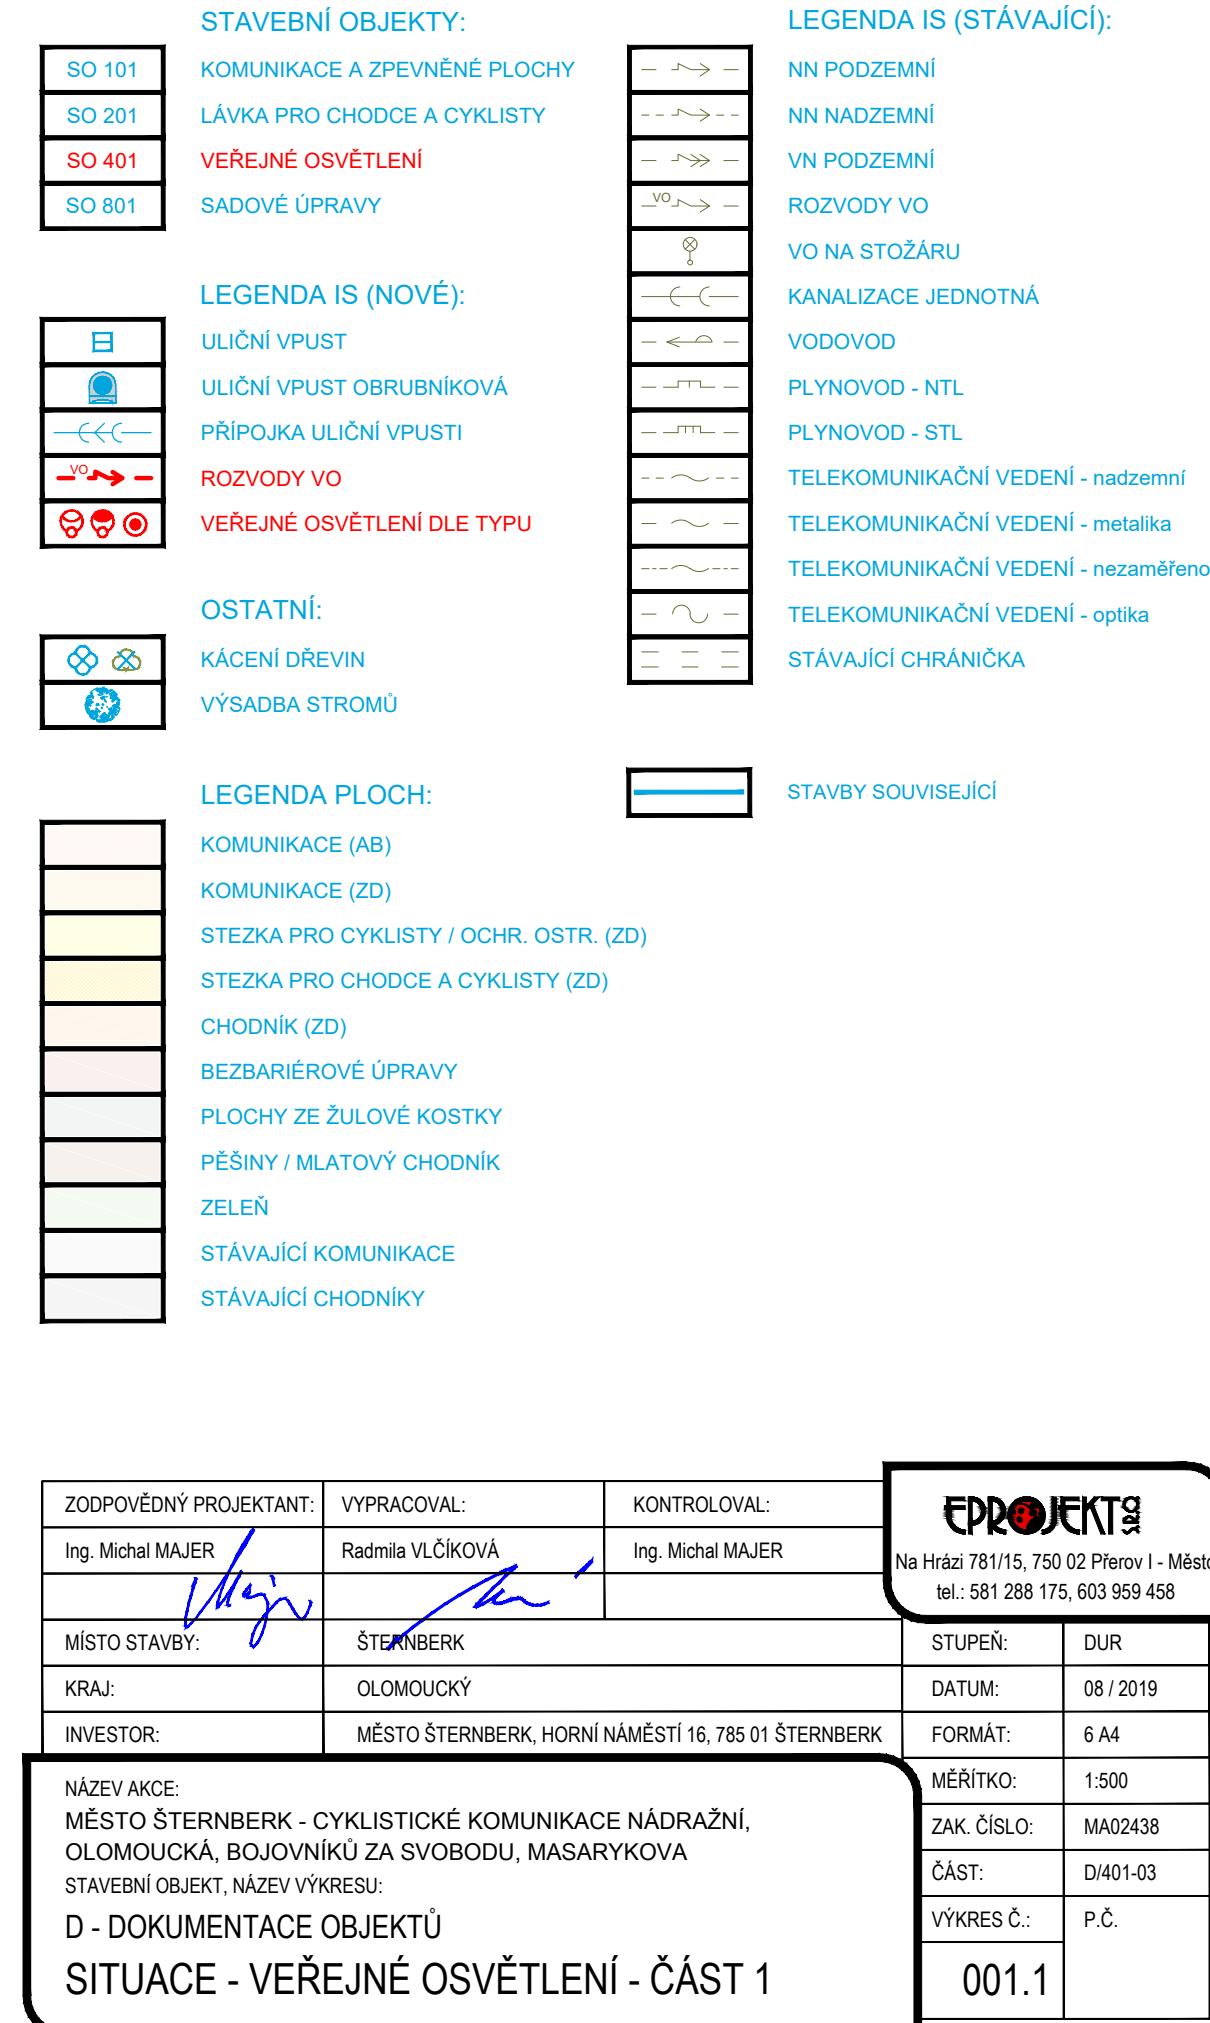 STAVEBNÍ OBJEKTY:
SO 101 KOMUNIKACE A ZPEVNĚNÉ PLOCHY
SO 201 LÁVKA PRO CHODCE A CYKLISTY
SO 401 VEŘEJNÉ OSVĚTLENÍ
SO 801 SADOVÉ ÚPRAVY
LEGENDA IS (NOVÉ):
ULIČNÍ VPUST
ULIČNÍ VPUST OBRUBNÍKOVÁ
PŘÍPOJKA ULIČNÍ VPUSTI
VO ROZVODY VO
VEŘEJNÉ OSVĚTLENÍ DLE TYPU
OSTATNÍ:
KÁCENÍ DŘEVIN
VÝSADBA STROMŮ
LEGENDA PLOCH:
KOMUNIKACE (AB)
KOMUNIKACE (ZD)
STEZKA PRO CYKLISTY / OCHR. OSTR. (ZD)
STEZKA PRO CHODCE A CYKLISTY (ZD)
CHODNÍK (ZD)
BEZBARIÉROVÉ ÚPRAVY
PLOCHY ZE ŽULOVÉ KOSTKY
PĚŠINY / MLATOVÝ CHODNÍK
ZELEŇ
STÁVAJÍCÍ KOMUNIKACE
STÁVAJÍCÍ CHODNÍKY
LEGENDA IS (STÁVAJÍCÍ):
NN PODZEMNÍ
NN NADZEMNÍ
VN PODZEMNÍ
VO ROZVODY VO
VO NA STOŽÁRU
KANALIZACE JEDNOTNÁ
VODOVOD
PLYNOVOD - NTL
PLYNOVOD - STL
TELEKOMUNIKAČNÍ VEDENÍ - nadzemní
TELEKOMUNIKAČNÍ VEDENÍ - metalika
TELEKOMUNIKAČNÍ VEDENÍ - nezaměřeno
TELEKOMUNIKAČNÍ VEDENÍ - optika
STÁVAJÍCÍ CHRÁNIČKA
STAVBY SOUVISEJÍCÍ
ZODPOVĚDNÝ PROJEKTANT: VYPRACOVAL: KONTROLOVAL:
Ing. Michal MAJER Radmila VLČÍKOVÁ Ing. Michal MAJER
EPROJEKT s.r.o.
Na Hrázi 781/15, 750 02 Přerov I - Město
tel.: 581 288 175, 603 959 458
MÍSTO STAVBY: ŠTERNBERK
KRAJ: OLOMOUCKÝ
INVESTOR: MĚSTO ŠTERNBERK, HORNÍ NÁMĚSTÍ 16, 785 01 ŠTERNBERK
STUPEŇ: DUR
DATUM: 08 / 2019
FORMÁT: 6 A4
MĚŘÍTKO: 1:500
ZAK. ČÍSLO: MA02438
ČÁST: D/401-03
VÝKRES Č.: P.Č.
001.1
NÁZEV AKCE:
MĚSTO ŠTERNBERK - CYKLISTICKÉ KOMUNIKACE NÁDRAŽNÍ,
OLOMOUCKÁ, BOJOVNÍKŮ ZA SVOBODU, MASARYKOVA
STAVEBNÍ OBJEKT, NÁZEV VÝKRESU:
D - DOKUMENTACE OBJEKTŮ
SITUACE - VEŘEJNÉ OSVĚTLENÍ - ČÁST 1